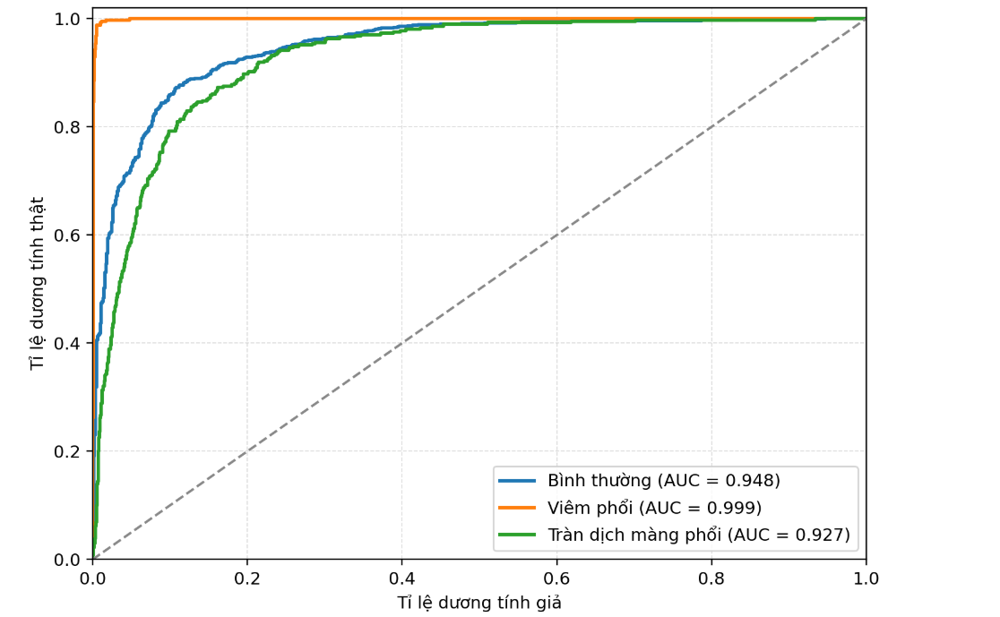 1.0
0.8
0.6
0.4
0.2
0.0
Tỉ lệ dương tính thật
0.0 0.2 0.4 0.6 0.8 1.0
Tỉ lệ dương tính giả
Bình thường (AUC = 0.948)
Viêm phổi (AUC = 0.999)
Tràn dịch màng phổi (AUC = 0.927)